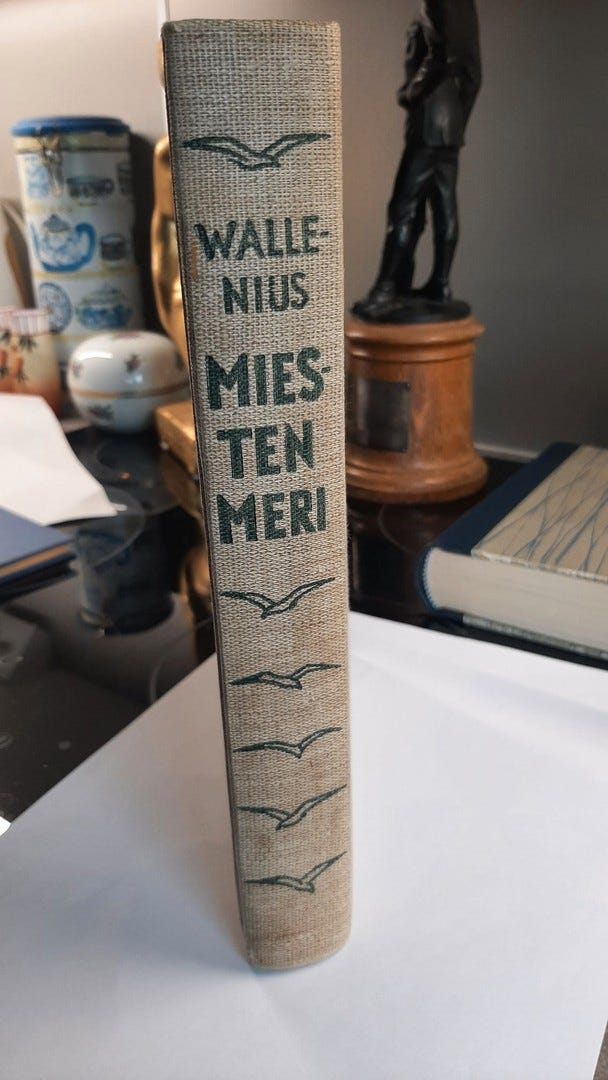 WALLE-
NIUS
MIES-
TEN
MERI